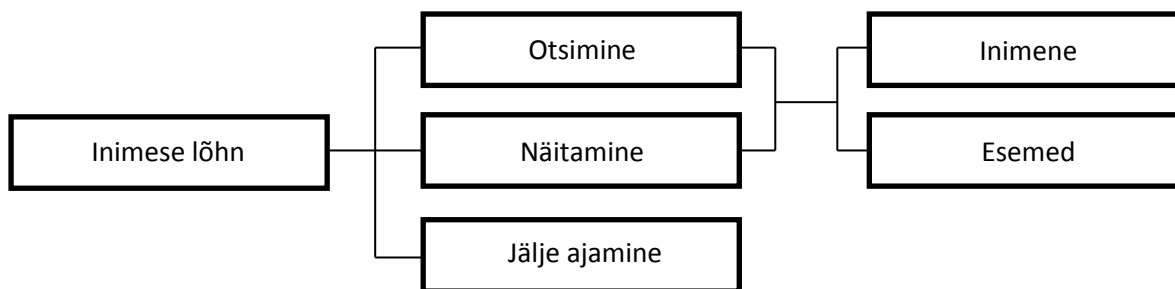 Inimese lõhn
Otsimine
Näitamine
Jälje ajamine
Inimene
Esemed